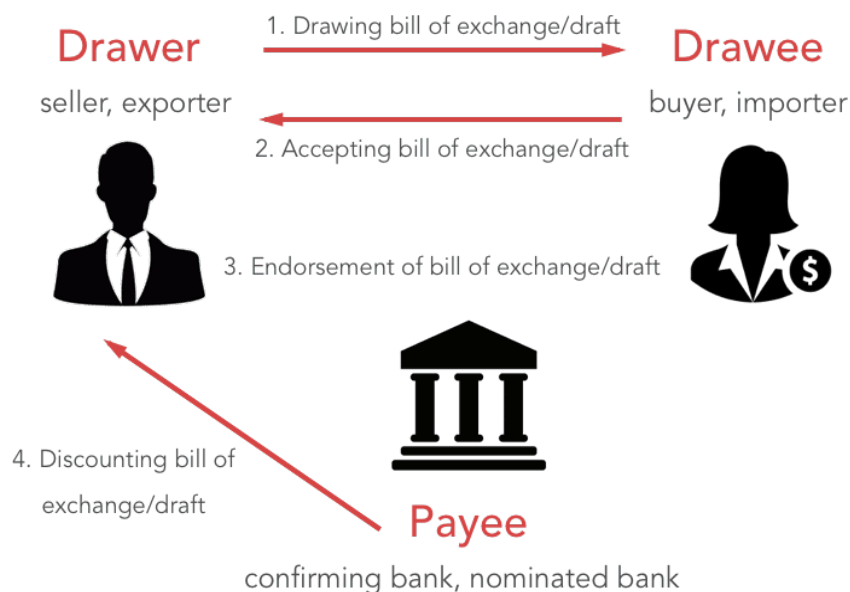 Drawer
1. Drawing bill of exchange/draft
Drawee
seller, exporter
buyer, importer
2. Accepting bill of exchange/draft
3. Endorsement of bill of exchange/draft
$
4. Discounting bill of
exchange/draft
Payee
confirming bank, nominated bank